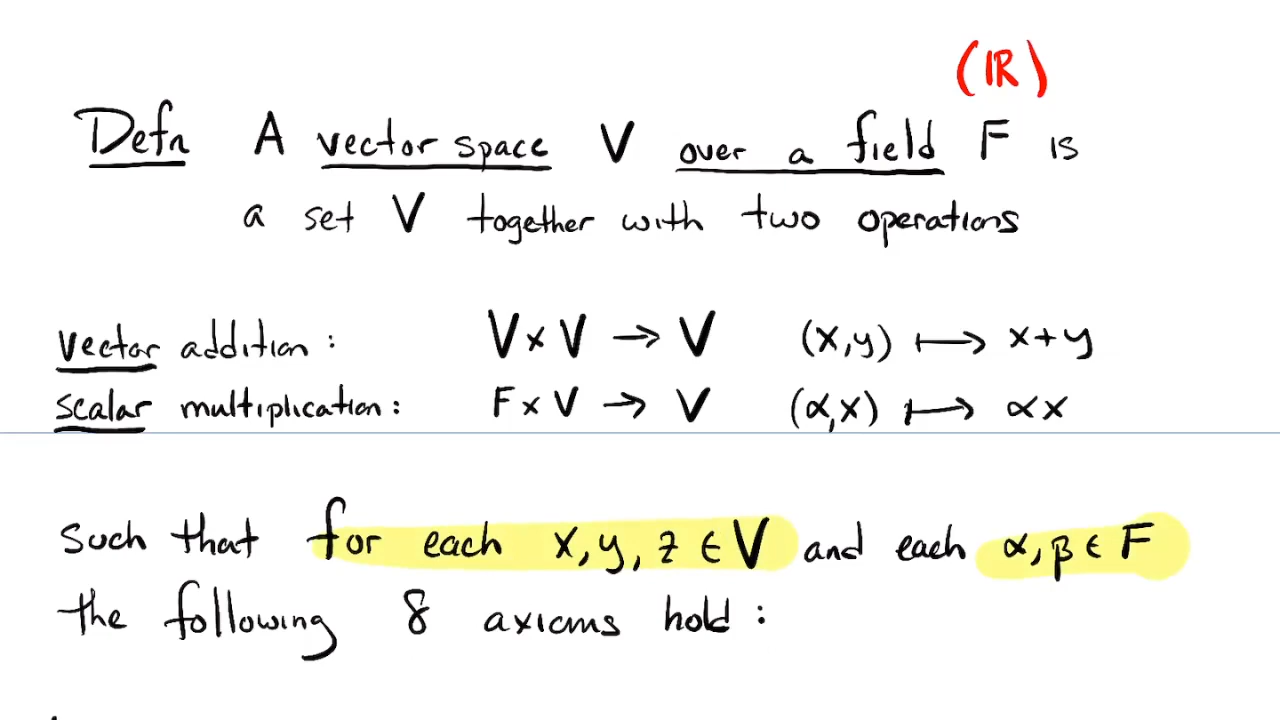 (ℝ)
Defn A vector space V over a field F is
a set V together with two operations
vector addition: V × V → V (x,y) ↦ x+y
scalar multiplication: F × V → V (α,x) ↦ αx
such that for each x, y, z ∈ V and each α, β ∈ F
the following 8 axioms hold: